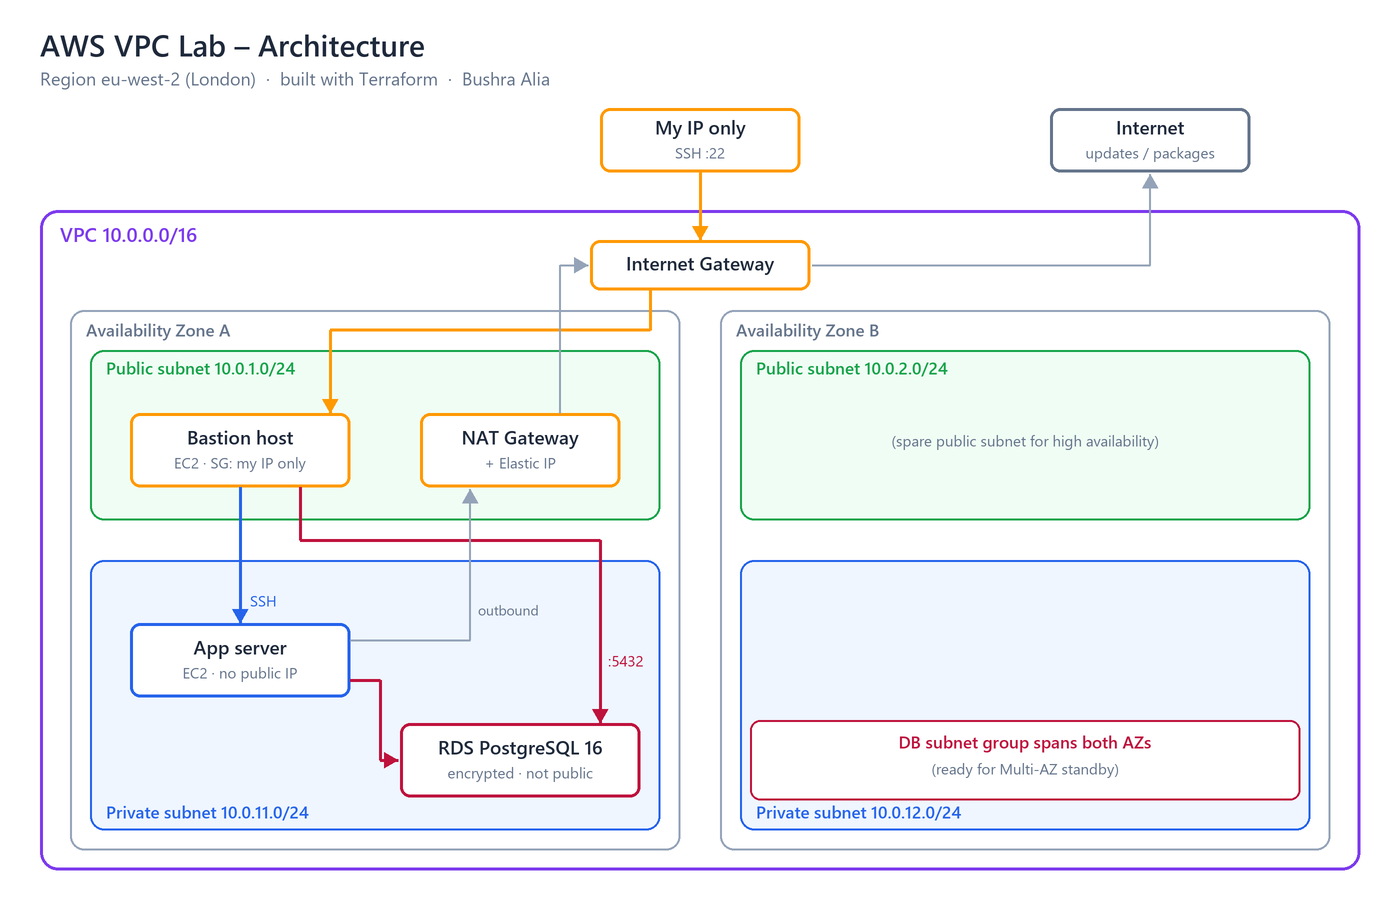 AWS VPC Lab – Architecture
Region eu-west-2 (London) · built with Terraform · Bushra Alia
My IP only
SSH :22
Internet
updates / packages
VPC 10.0.0.0/16
Internet Gateway
Availability Zone A
Public subnet 10.0.1.0/24
Bastion host
EC2 · SG: my IP only
NAT Gateway
+ Elastic IP
SSH
outbound
App server
EC2 · no public IP
:5432
RDS PostgreSQL 16
encrypted · not public
Private subnet 10.0.11.0/24
Availability Zone B
Public subnet 10.0.2.0/24
(spare public subnet for high availability)
DB subnet group spans both AZs
(ready for Multi-AZ standby)
Private subnet 10.0.12.0/24